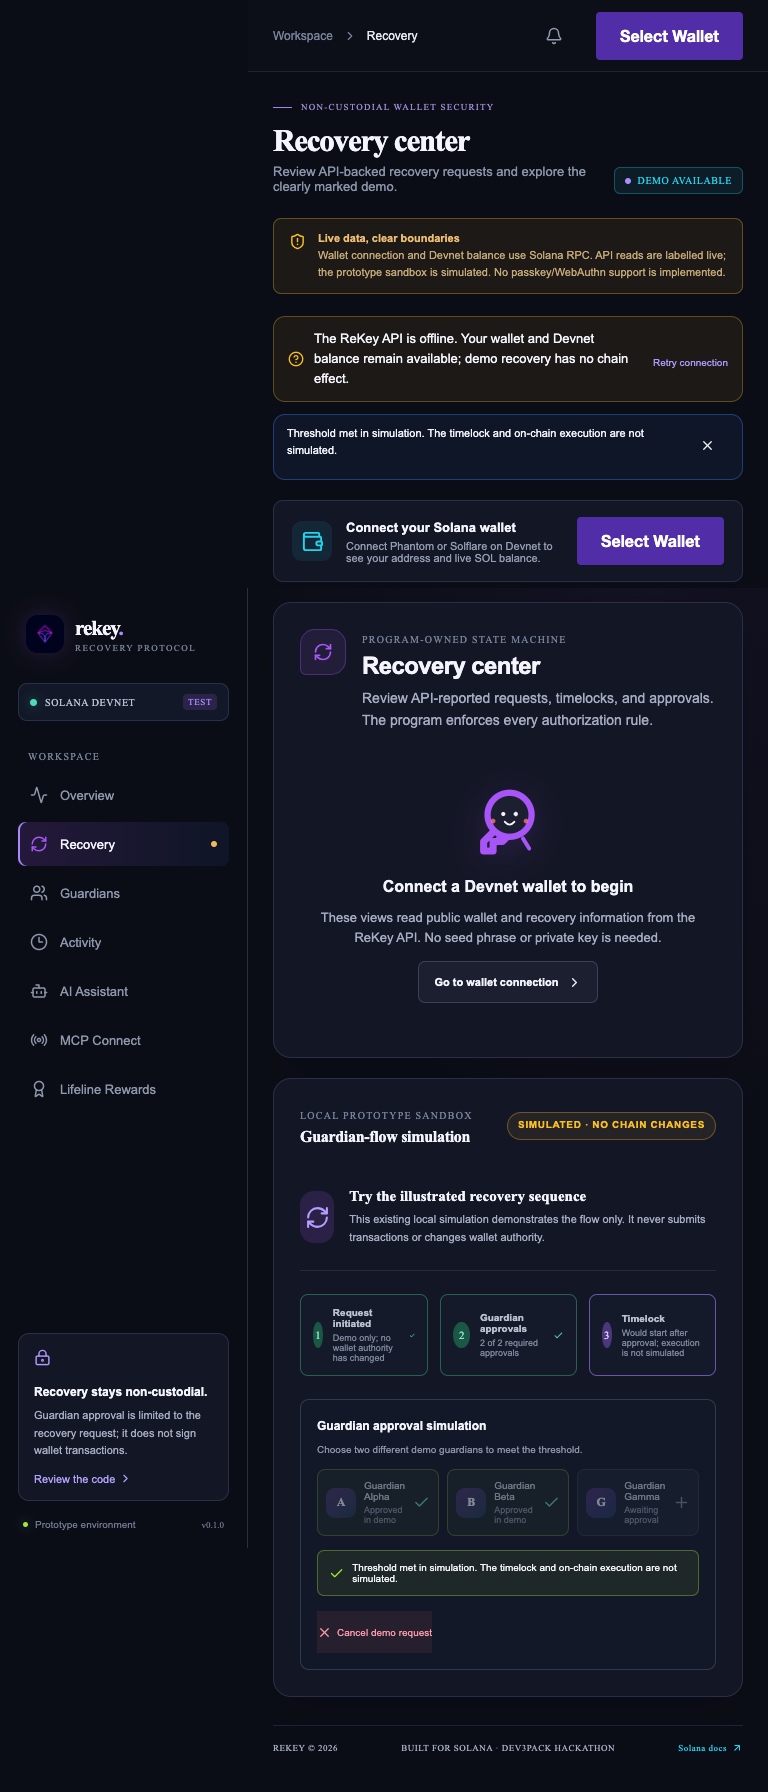 Workspace
Recovery
Select Wallet
NON-CUSTODIAL WALLET SECURITY
Recovery center
Review API-backed recovery requests and explore the
clearly marked demo.
DEMO AVAILABLE
Live data, clear boundaries
Wallet connection and Devnet balance use Solana RPC. API reads are labelled live;
the prototype sandbox is simulated. No passkey/WebAuthn support is implemented.
The ReKey API is offline. Your wallet and Devnet
balance remain available; demo recovery has no chain
effect.
Retry connection
Threshold met in simulation. The timelock and on-chain execution are not
simulated.
Connect your Solana wallet
Connect Phantom or Solflare on Devnet to
see your address and live SOL balance.
Select Wallet
rekey.
RECOVERY PROTOCOL
SOLANA DEVNET
TEST
WORKSPACE
Overview
Recovery
Guardians
Activity
AI Assistant
MCP Connect
Lifeline Rewards
Recovery stays non-custodial.
Guardian approval is limited to the
recovery request; it does not sign
wallet transactions.
Review the code
Prototype environment
v0.1.0
PROGRAM-OWNED STATE MACHINE
Recovery center
Review API-reported requests, timelocks, and approvals.
The program enforces every authorization rule.
Connect a Devnet wallet to begin
These views read public wallet and recovery information from the
ReKey API. No seed phrase or private key is needed.
Go to wallet connection
LOCAL PROTOTYPE SANDBOX
Guardian-flow simulation
SIMULATED · NO CHAIN CHANGES
Try the illustrated recovery sequence
This existing local simulation demonstrates the flow only. It never submits
transactions or changes wallet authority.
1
Request
initiated
Demo only; no
wallet authority
has changed
2
Guardian
approvals
2 of 2 required
approvals
3
Timelock
Would start after
approval; execution
is not simulated
Guardian approval simulation
Choose two different demo guardians to meet the threshold.
A
Guardian
Alpha
Approved
in demo
B
Guardian
Beta
Approved
in demo
G
Guardian
Gamma
Awaiting
approval
Threshold met in simulation. The timelock and on-chain execution are not
simulated.
Cancel demo request
REKEY © 2026
BUILT FOR SOLANA · DEV3PACK HACKATHON
Solana docs